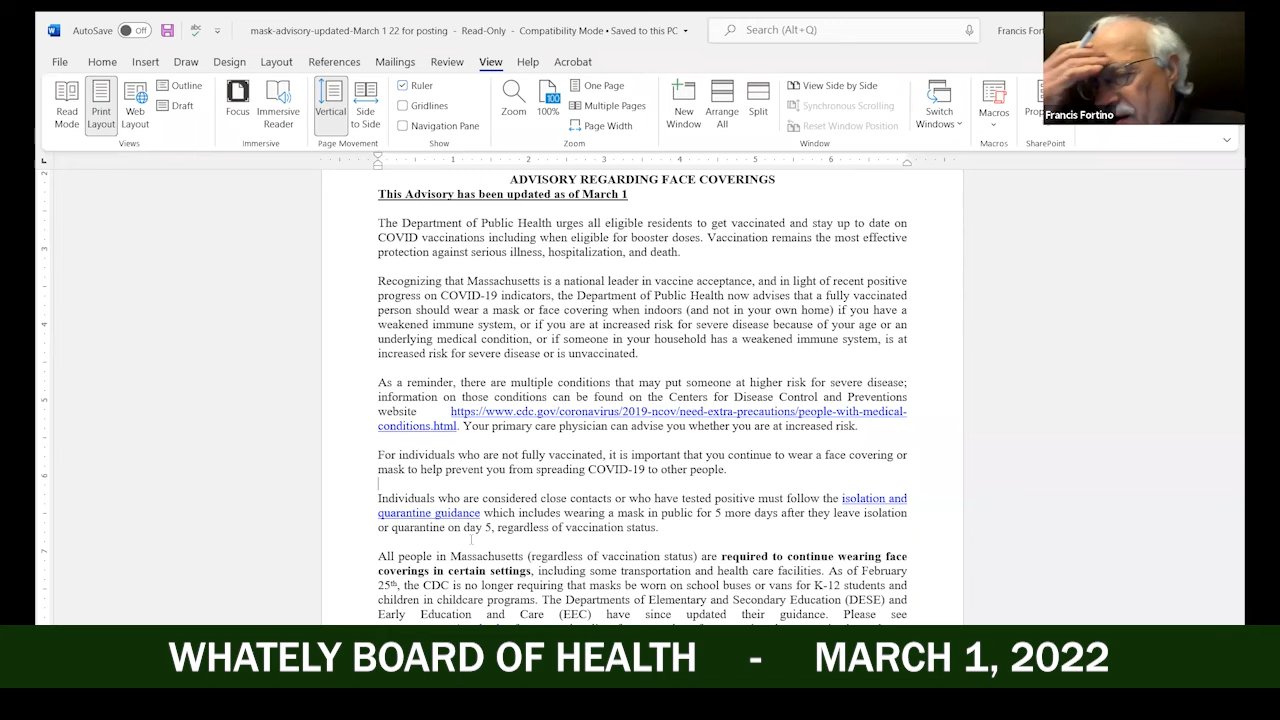 AutoSave Off mask-advisory-updated-March 1 22 for posting - Read-Only - Compatibility Mode • Saved to this PC Search (Alt+Q) Francis Fort
File Home Insert Draw Design Layout References Mailings Review View Help Acrobat
Read Mode
Print Layout
Web Layout
Outline
Draft
Views
Focus
Immersive Reader
Immersive
Vertical
Side to Side
Page Movement
Ruler
Gridlines
Navigation Pane
Show
Zoom
100
100%
One Page
Multiple Pages
Page Width
Zoom
New Window
Arrange All
Split
View Side by Side
Synchronous Scrolling
Reset Window Position
Window
Switch Windows
Macros
Macros
SharePoint
Francis Fortino
1 2 3 4 5 6
2
3
4
5
6
7
ADVISORY REGARDING FACE COVERINGS
This Advisory has been updated as of March 1
The Department of Public Health urges all eligible residents to get vaccinated and stay up to date on
COVID vaccinations including when eligible for booster doses. Vaccination remains the most effective
protection against serious illness, hospitalization, and death.
Recognizing that Massachusetts is a national leader in vaccine acceptance, and in light of recent positive
progress on COVID-19 indicators, the Department of Public Health now advises that a fully vaccinated
person should wear a mask or face covering when indoors (and not in your own home) if you have a
weakened immune system, or if you are at increased risk for severe disease because of your age or an
underlying medical condition, or if someone in your household has a weakened immune system, is at
increased risk for severe disease or is unvaccinated.
As a reminder, there are multiple conditions that may put someone at higher risk for severe disease;
information on those conditions can be found on the Centers for Disease Control and Preventions
website https://www.cdc.gov/coronavirus/2019-ncov/need-extra-precautions/people-with-medical-
conditions.html. Your primary care physician can advise you whether you are at increased risk.
For individuals who are not fully vaccinated, it is important that you continue to wear a face covering or
mask to help prevent you from spreading COVID-19 to other people.
Individuals who are considered close contacts or who have tested positive must follow the isolation and
quarantine guidance which includes wearing a mask in public for 5 more days after they leave isolation
or quarantine on day 5, regardless of vaccination status.
All people in Massachusetts (regardless of vaccination status) are required to continue wearing face
coverings in certain settings, including some transportation and health care facilities. As of February
25th, the CDC is no longer requiring that masks be worn on school buses or vans for K-12 students and
children in childcare programs. The Departments of Elementary and Secondary Education (DESE) and
Early Education and Care (EEC) have since updated their guidance. Please see
WHATELY BOARD OF HEALTH - MARCH 1, 2022